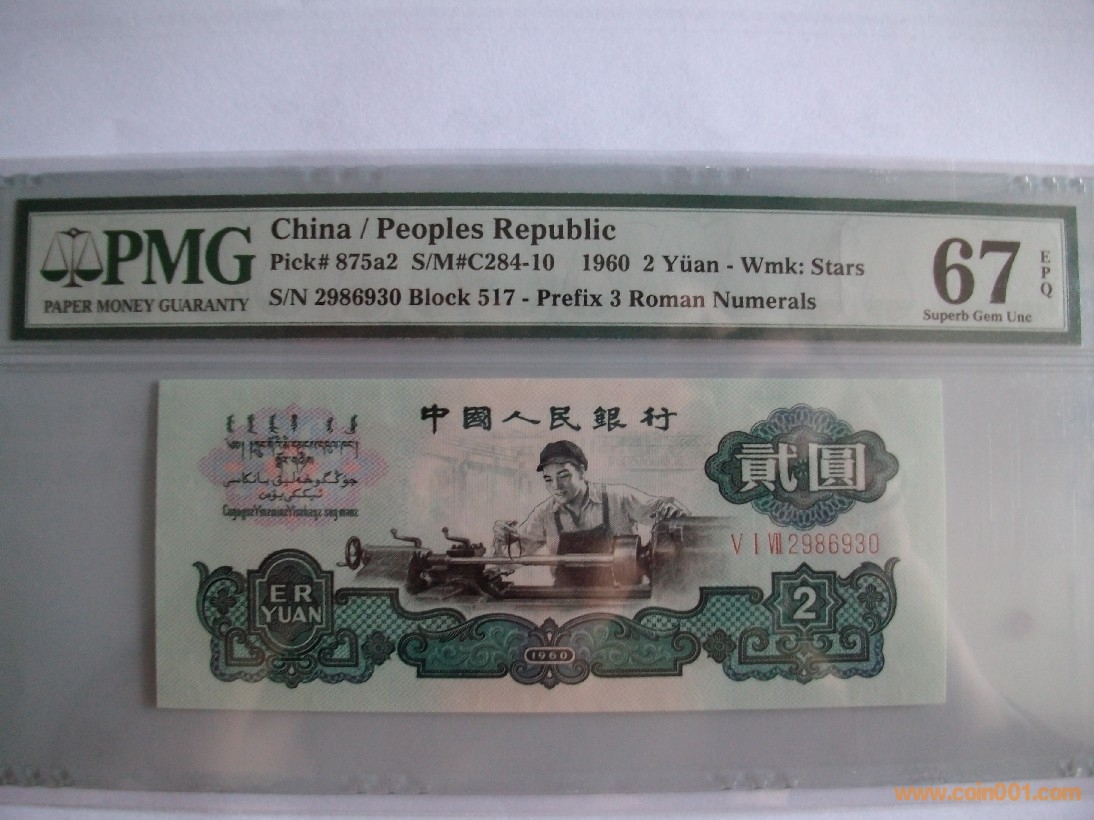 PMG
PAPER MONEY GUARANTY
China / Peoples Republic
Pick# 875a2 S/M#C284-10 1960 2 Yüan - Wmk: Stars
S/N 2986930 Block 517 - Prefix 3 Roman Numerals
67
EPQ
Superb Gem Unc
中國人民銀行
貳圓
V I VII 2986930
ER
YUAN
2
1960
www.coin001.com